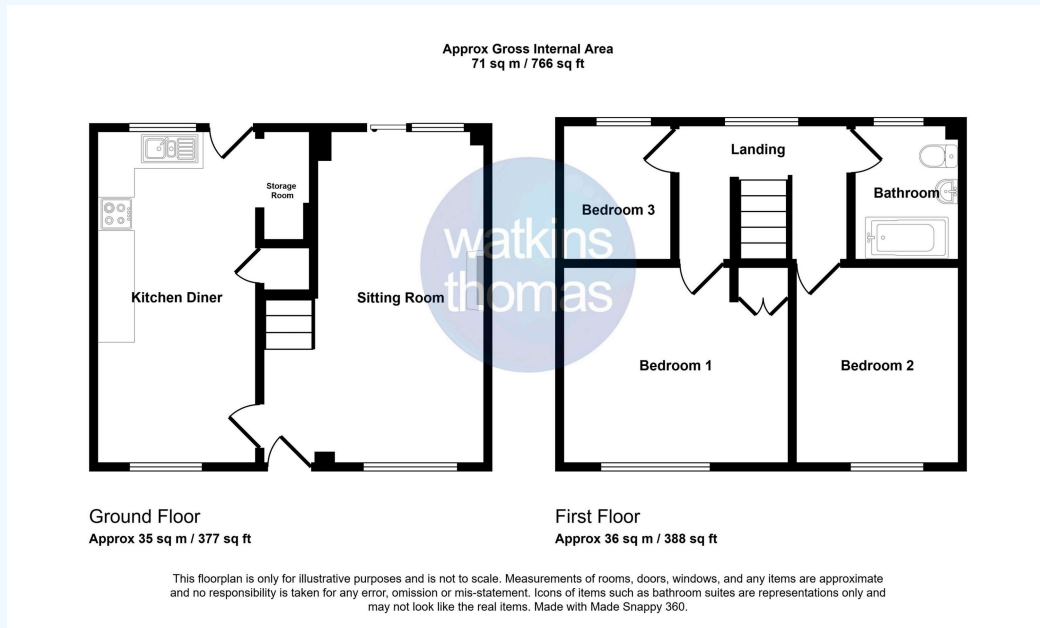 Approx Gross Internal Area
71 sq m / 766 sq ft
Storage
Room
Kitchen Diner
Sitting Room
watkins
thomas
Landing
Bedroom 3
Bathroom
Bedroom 1
Bedroom 2
Ground Floor
Approx 35 sq m / 377 sq ft
First Floor
Approx 36 sq m / 388 sq ft
This floorplan is only for illustrative purposes and is not to scale. Measurements of rooms, doors, windows, and any items are approximate
and no responsibility is taken for any error, omission or mis-statement. Icons of items such as bathroom suites are representations only and
may not look like the real items. Made with Made Snappy 360.